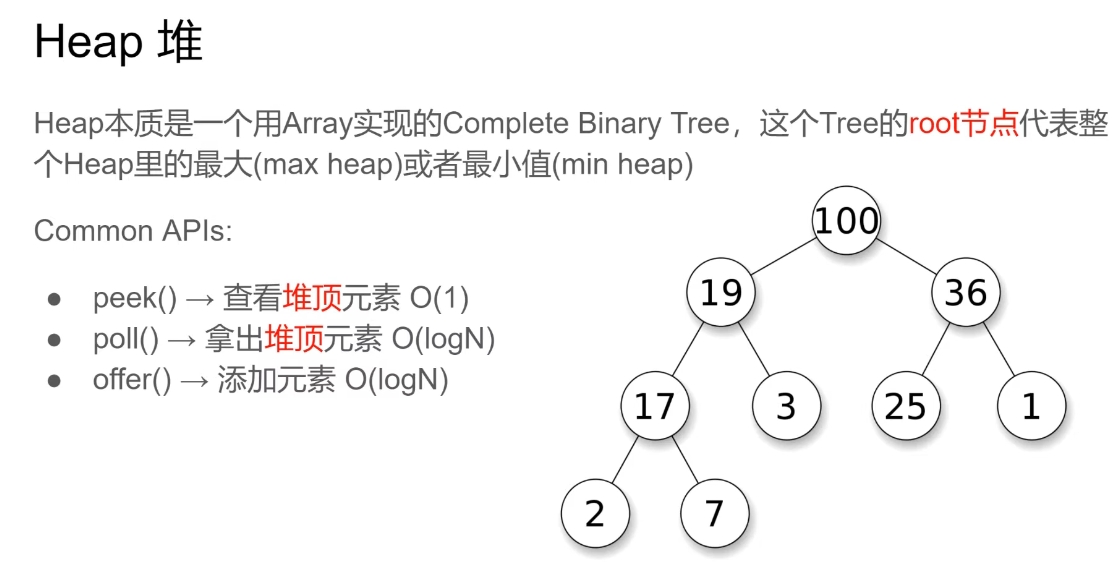 Heap 堆
Heap本质是一个用Array实现的Complete Binary Tree，这个Tree的root节点代表整
个Heap里的最大(max heap)或者最小值(min heap)
Common APIs:
● peek() → 查看堆顶元素 O(1)
● poll() → 拿出堆顶元素 O(logN)
● offer() → 添加元素 O(logN)
100
19 36
17 3 25 1
2 7